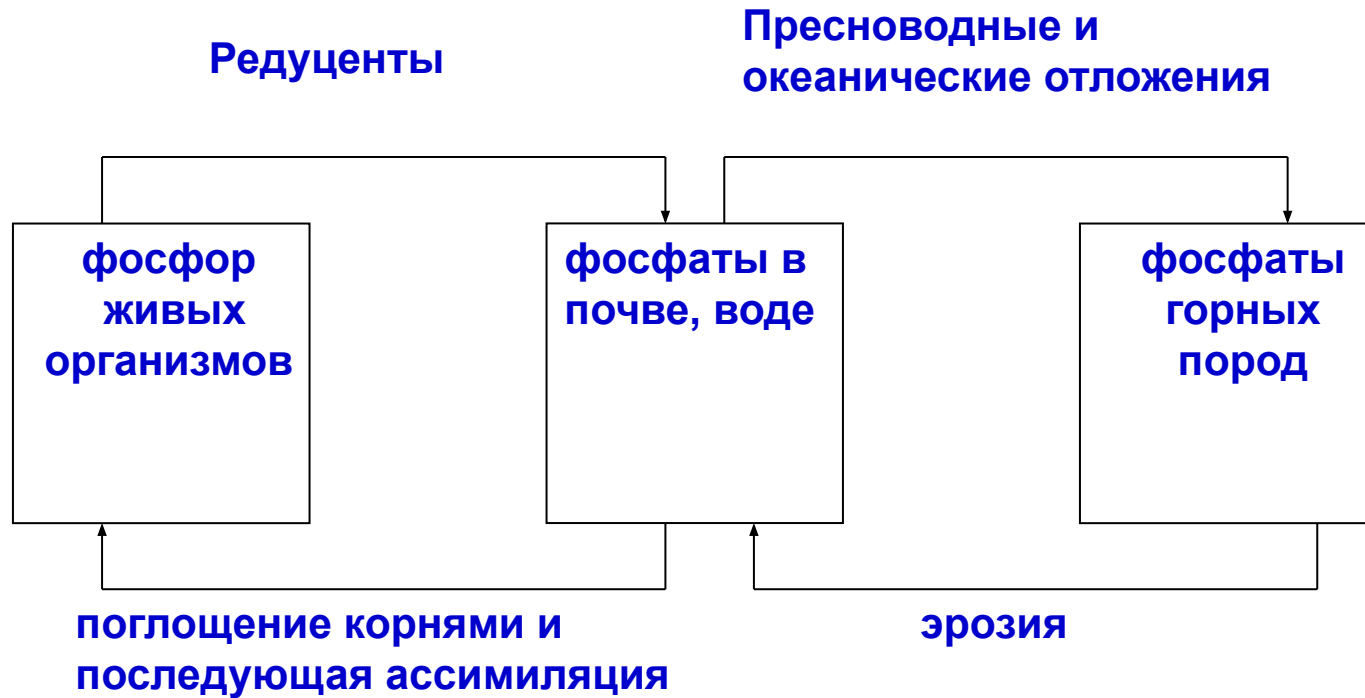 Редуценты
Пресноводные и
океанические отложения
фосфор
живых
организмов
фосфаты в
почве, воде
фосфаты
горных
пород
поглощение корнями и
последующая ассимиляция
эрозия